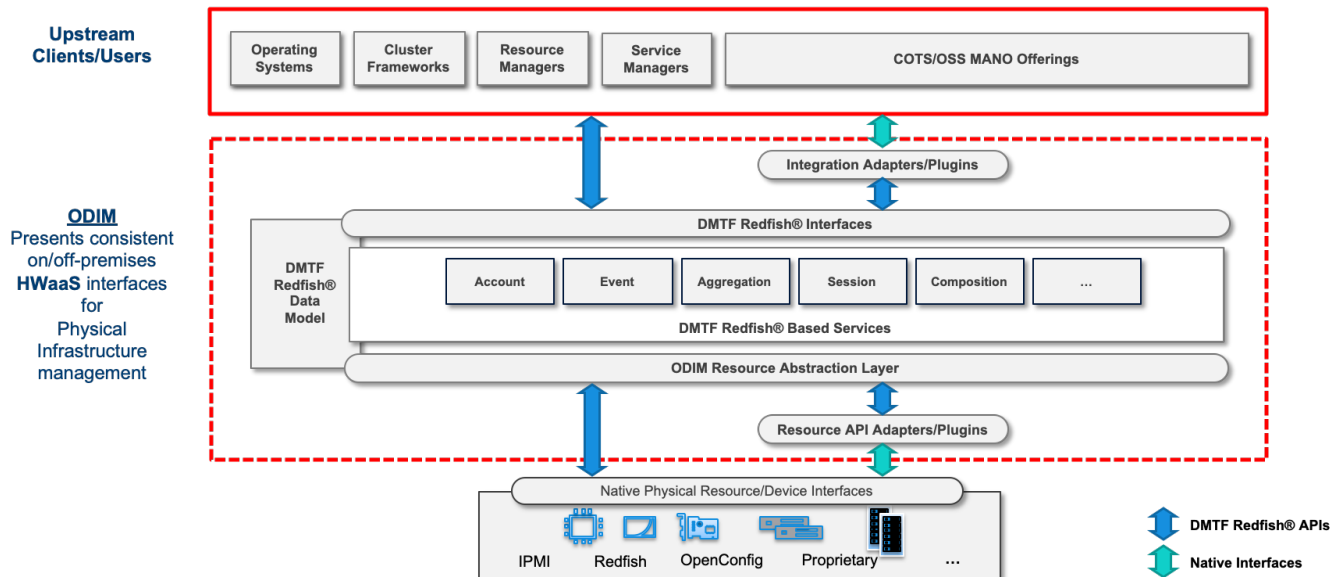 Upstream
Clients/Users
Operating
Systems
Cluster
Frameworks
Resource
Managers
Service
Managers
COTS/OSS MANO Offerings
Integration Adapters/Plugins
ODIM
Presents consistent
on/off-premises
HWaaS interfaces
for
Physical
Infrastructure
management
DMTF Redfish® Interfaces
DMTF
Redfish®
Data
Model
Account
Event
Aggregation
Session
Composition
...
DMTF Redfish® Based Services
ODIM Resource Abstraction Layer
Resource API Adapters/Plugins
Native Physical Resource/Device Interfaces
IPMI
Redfish
OpenConfig
Proprietary
...
DMTF Redfish® APIs
Native Interfaces